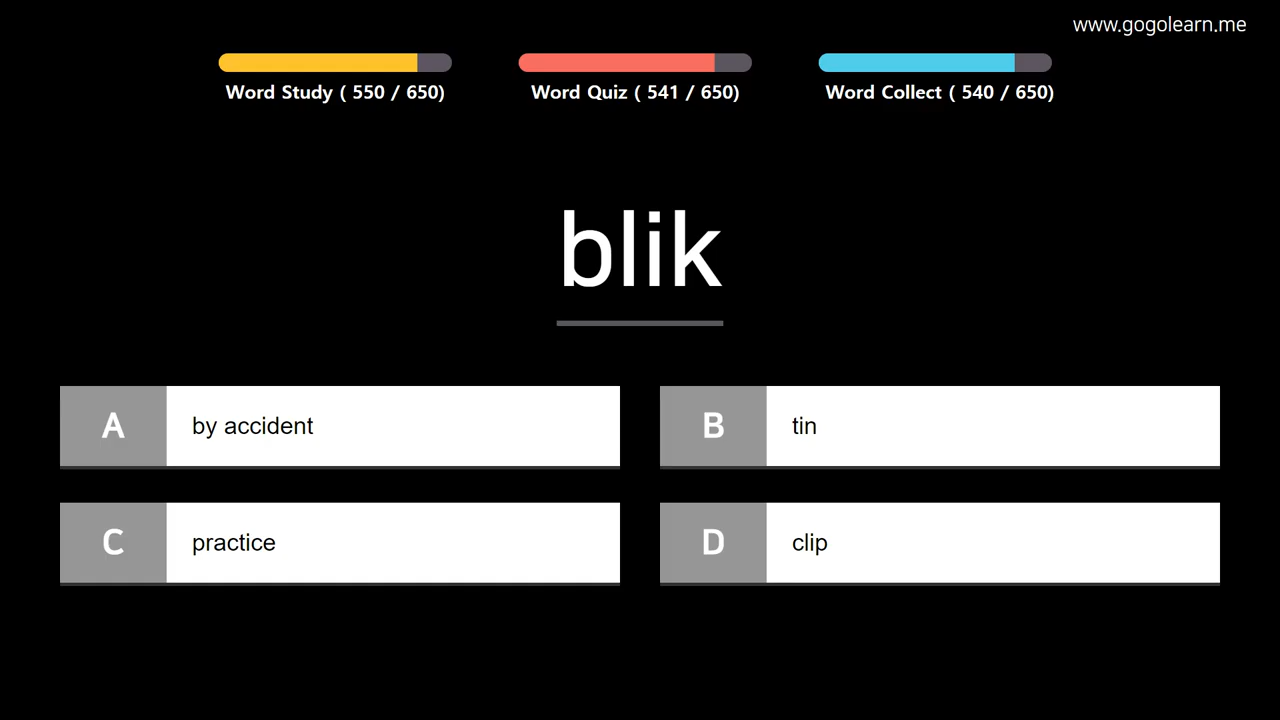 www.gogolearn.me
Word Study ( 550 / 650)
Word Quiz ( 541 / 650)
Word Collect ( 540 / 650)
blik
A by accident
B tin
C practice
D clip